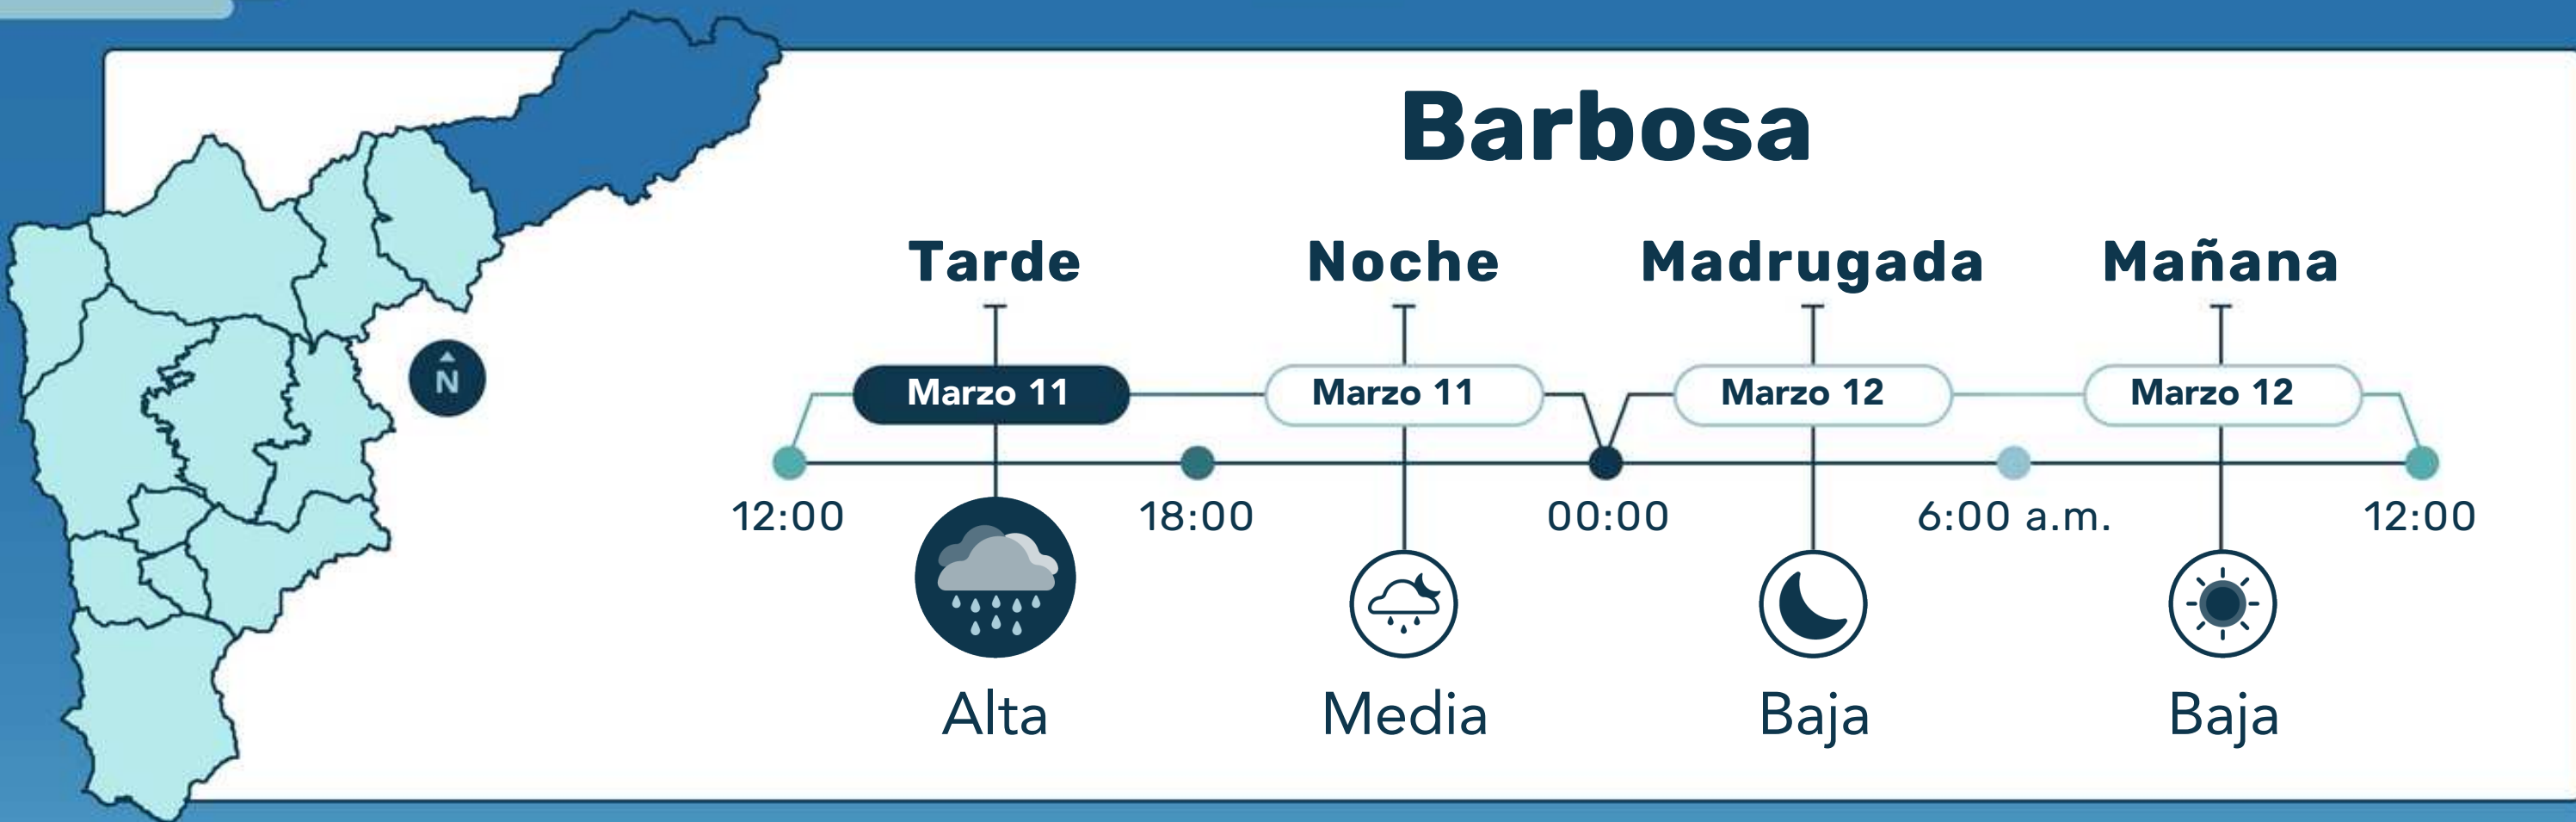 Barbosa
Tarde
Noche
Madrugada
Mañana
Marzo 11
Marzo 11
Marzo 12
Marzo 12
N
12:00
18:00
00:00
6:00 a.m.
12:00
Alta
Media
Baja
Baja